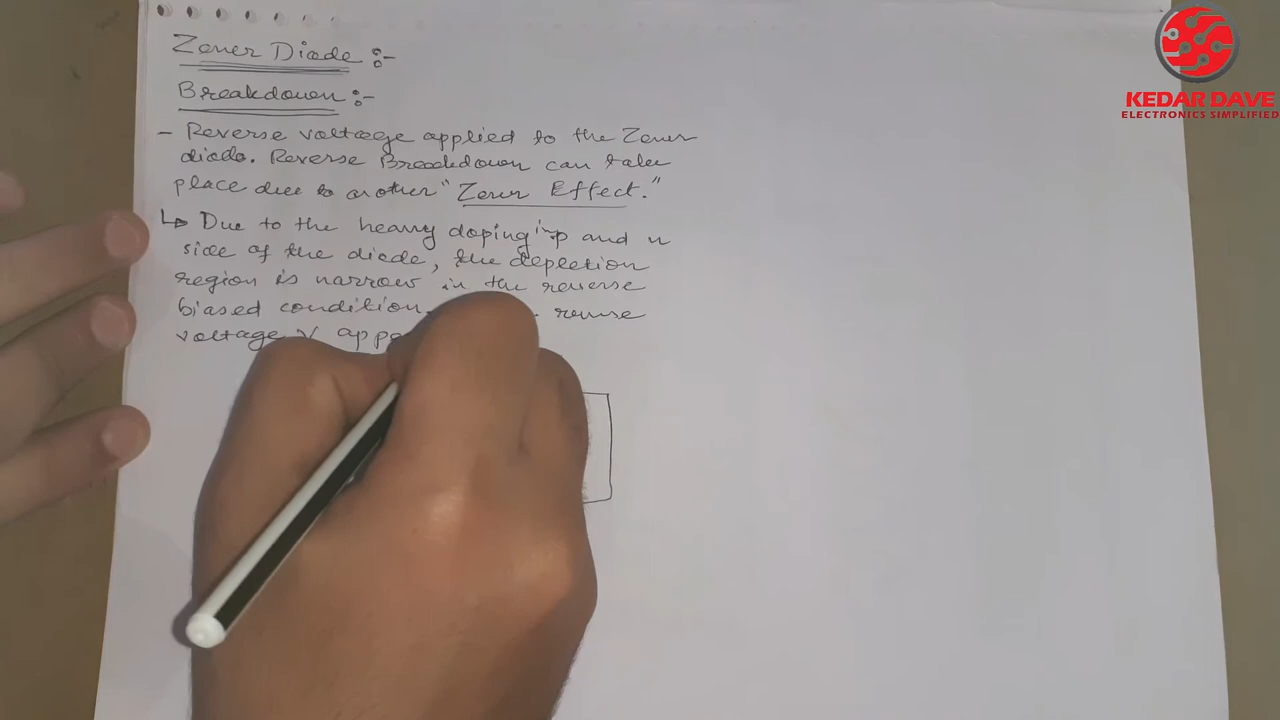 Zener Diode :-
Breakdown :-
- Reverse voltage applied to the Zener
diode. Reverse Breakdown can take
place due to another "Zener Effect."
↳ Due to the heavy doping in p and n
side of the diode, the depletion
region is narrow in the reverse
biased condition. reverse
voltage V appe
KEDAR DAVE
ELECTRONICS SIMPLIFIED